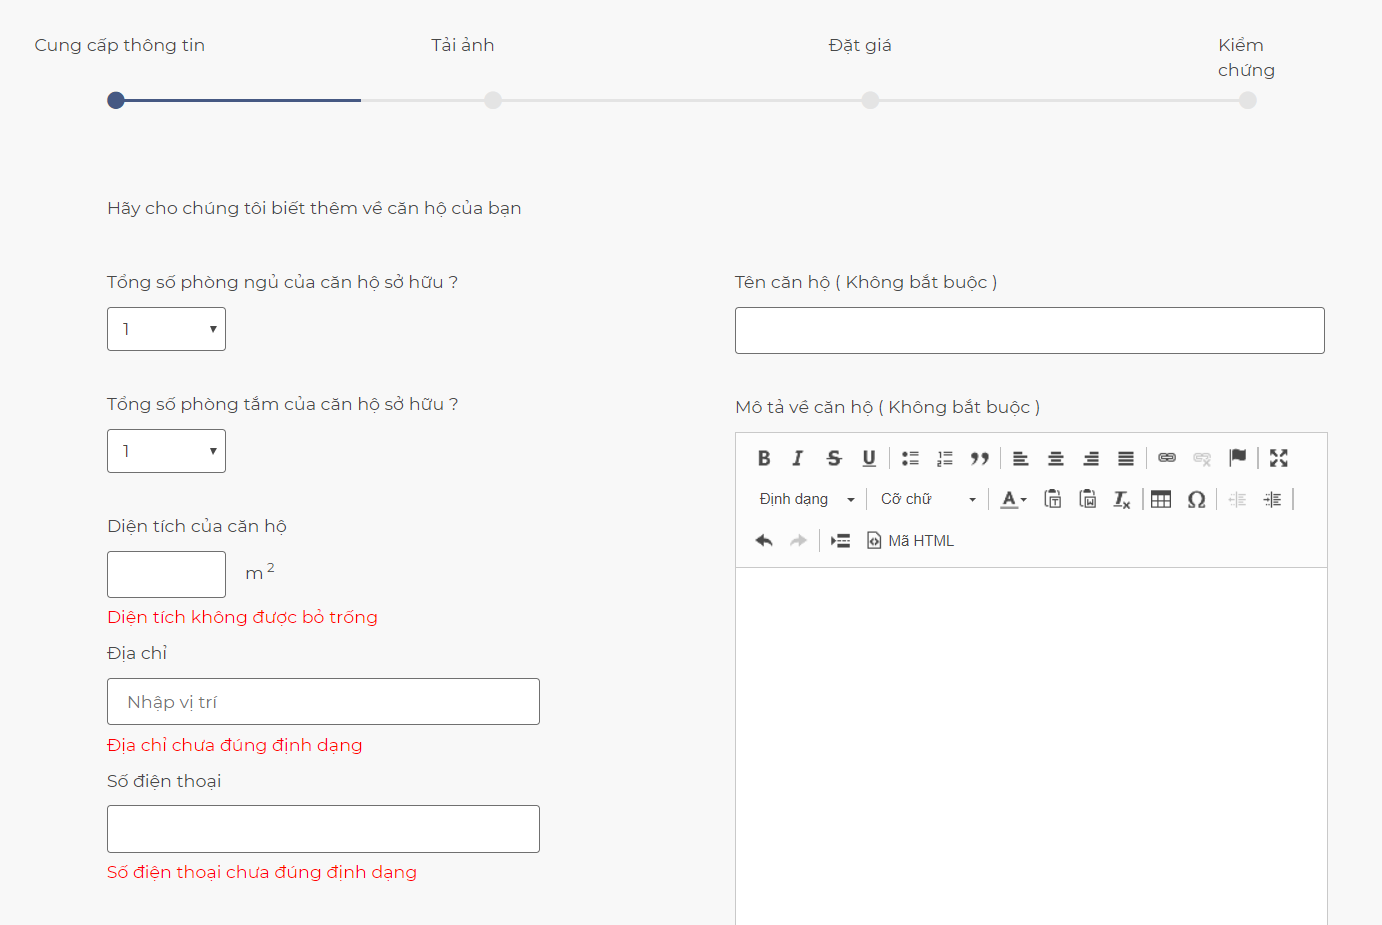 Cung cấp thông tin
Tải ảnh
Đặt giá
Kiểm
chứng
Hãy cho chúng tôi biết thêm về căn hộ của bạn
Tổng số phòng ngủ của căn hộ sở hữu ?
1
Tổng số phòng tắm của căn hộ sở hữu ?
1
Diện tích của căn hộ
m 2
Diện tích không được bỏ trống
Địa chỉ
Nhập vị trí
Địa chỉ chưa đúng định dạng
Số điện thoại
Số điện thoại chưa đúng định dạng
Tên căn hộ ( Không bắt buộc )
Mô tả về căn hộ ( Không bắt buộc )
Định dạng
Cỡ chữ
Mã HTML